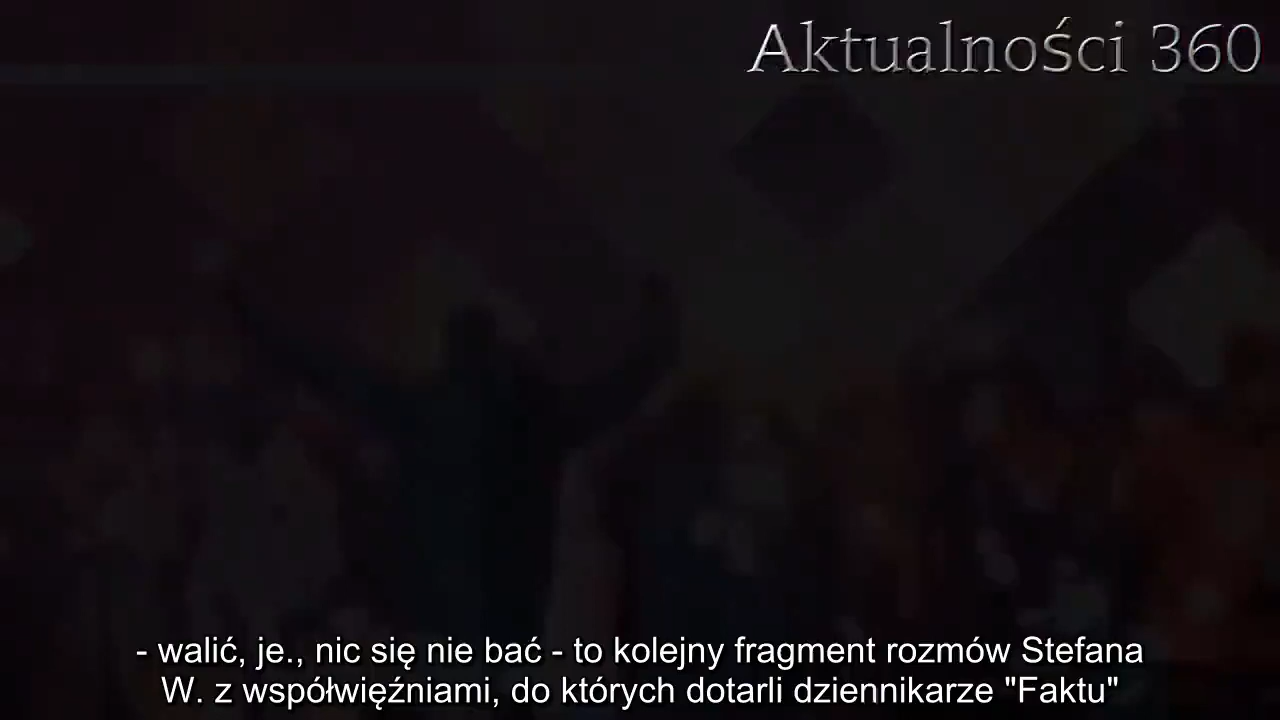 Aktualności 360
- walić, je., nic się nie bać - to kolejny fragment rozmów Stefana
W. z współwięźniami, do których dotarli dziennikarze "Faktu"